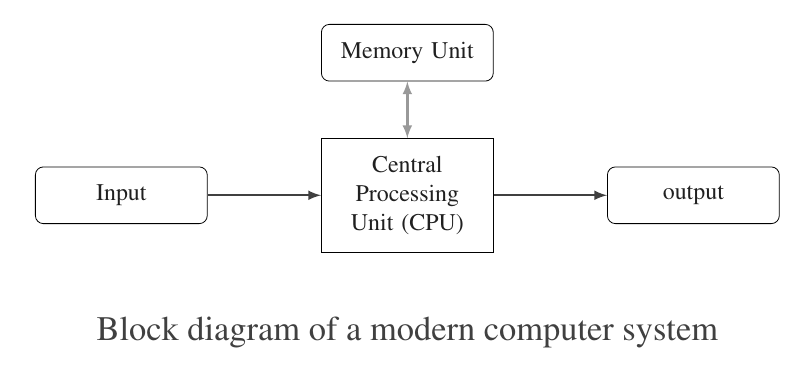 Memory Unit
Input
Central
Processing
Unit (CPU)
output
Block diagram of a modern computer system